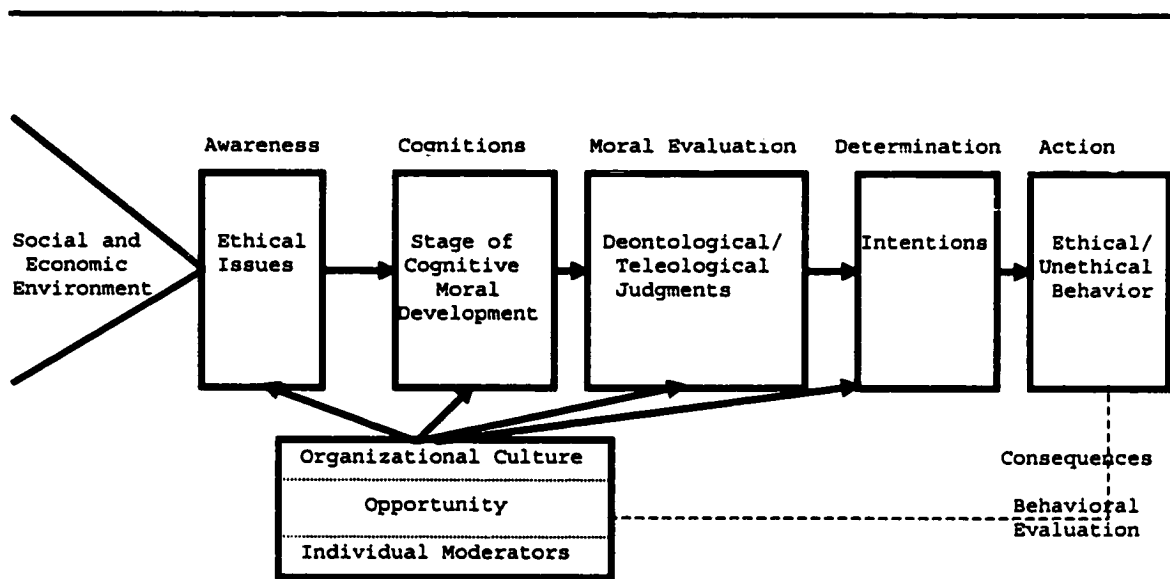 Awareness
Cognitions
Moral Evaluation
Determination
Action
Social and
Economic
Environment
Ethical
Issues
Stage of
Cognitive
Moral
Development
Deontological/
Teleological
Judgments
Intentions
Ethical/
Unethical
Behavior
Organizational Culture
Opportunity
Individual Moderators
Consequences
Behavioral
Evaluation